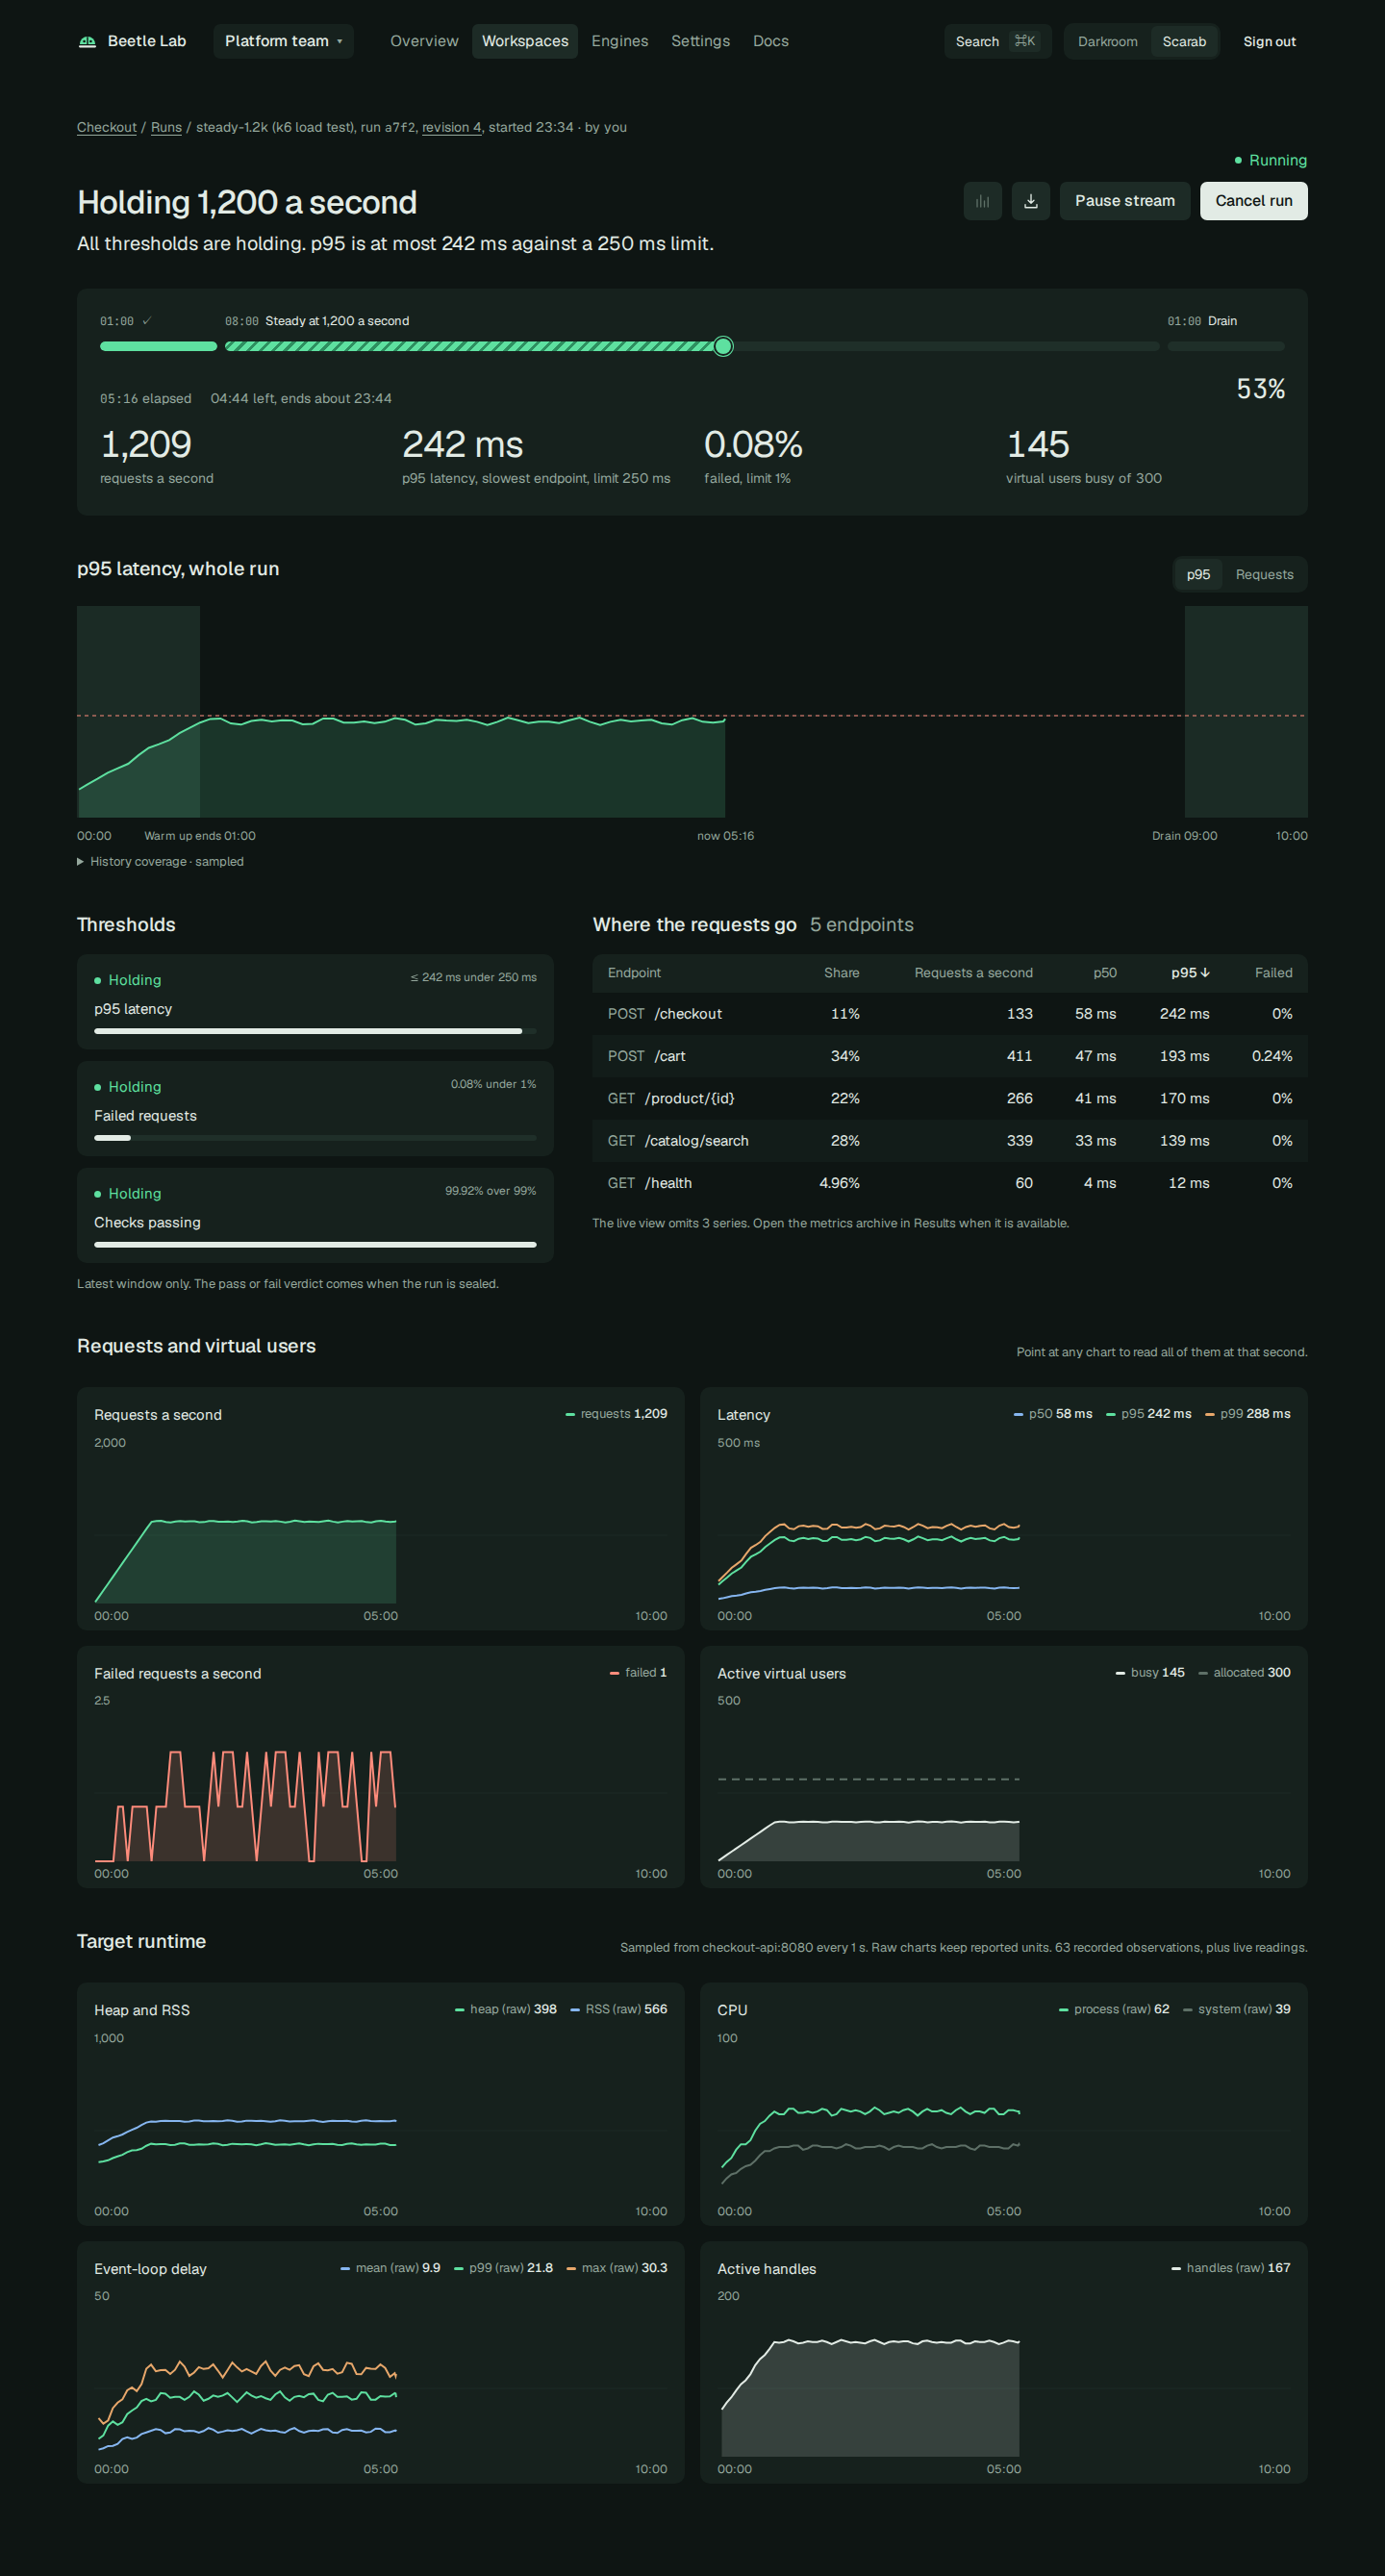 Beetle Lab Platform team Overview Workspaces Engines Settings Docs Search ⌘K Darkroom Scarab Sign out
Checkout / Runs / steady-1.2k (k6 load test), run a7f2, revision 4, started 23:34 · by you
Running
Holding 1,200 a second
Pause stream Cancel run
All thresholds are holding. p95 is at most 242 ms against a 250 ms limit.
01:00 ✓ 08:00 Steady at 1,200 a second 01:00 Drain
05:16 elapsed 04:44 left, ends about 23:44 53%
1,209 242 ms 0.08% 145
requests a second p95 latency, slowest endpoint, limit 250 ms failed, limit 1% virtual users busy of 300
p95 latency, whole run p95 Requests
00:00 Warm up ends 01:00 now 05:16 Drain 09:00 10:00
History coverage · sampled
Thresholds
Holding ≤ 242 ms under 250 ms
p95 latency
Holding 0.08% under 1%
Failed requests
Holding 99.92% over 99%
Checks passing
Latest window only. The pass or fail verdict comes when the run is sealed.
Where the requests go 5 endpoints
Endpoint Share Requests a second p50 p95 ↓ Failed
POST /checkout 11% 133 58 ms 242 ms 0%
POST /cart 34% 411 47 ms 193 ms 0.24%
GET /product/{id} 22% 266 41 ms 170 ms 0%
GET /catalog/search 28% 339 33 ms 139 ms 0%
GET /health 4.96% 60 4 ms 12 ms 0%
The live view omits 3 series. Open the metrics archive in Results when it is available.
Requests and virtual users Point at any chart to read all of them at that second.
Requests a second requests 1,209
2,000
00:00 05:00 10:00
Latency p50 58 ms p95 242 ms p99 288 ms
500 ms
00:00 05:00 10:00
Failed requests a second failed 1
2.5
00:00 05:00 10:00
Active virtual users busy 145 allocated 300
500
00:00 05:00 10:00
Target runtime Sampled from checkout-api:8080 every 1 s. Raw charts keep reported units. 63 recorded observations, plus live readings.
Heap and RSS heap (raw) 398 RSS (raw) 566
1,000
00:00 05:00 10:00
CPU process (raw) 62 system (raw) 39
100
00:00 05:00 10:00
Event-loop delay mean (raw) 9.9 p99 (raw) 21.8 max (raw) 30.3
50
00:00 05:00 10:00
Active handles handles (raw) 167
200
00:00 05:00 10:00